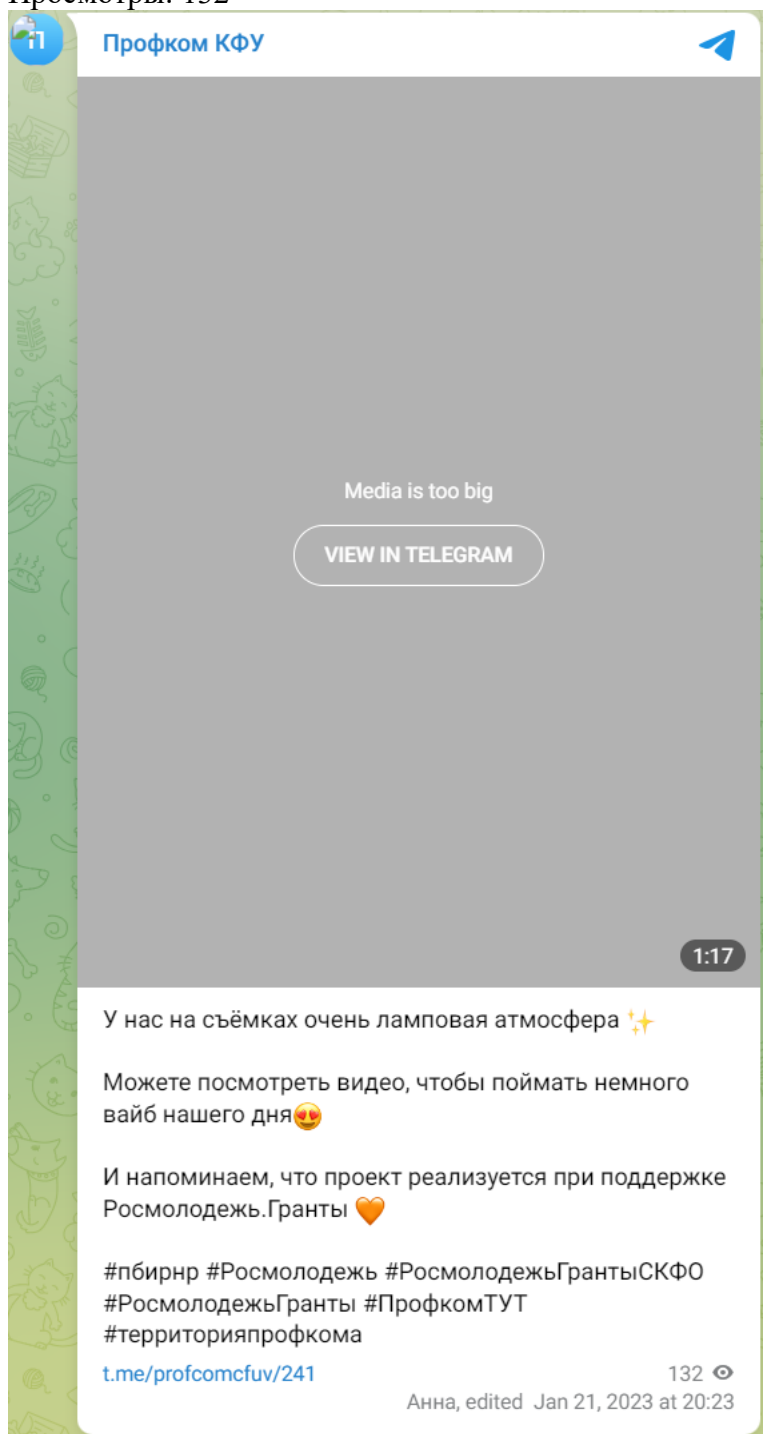 Просмотры: 132
П
Профком КФУ
Media is too big
VIEW IN TELEGRAM
1:17
У нас на съёмках очень ламповая атмосфера ✨
Можете посмотреть видео, чтобы поймать немного
вайб нашего дня😍
И напоминаем, что проект реализуется при поддержке
Росмолодежь.Гранты 🧡
#пбирнр #Росмолодежь #РосмолодежьГрантыСКФО
#РосмолодежьГранты #ПрофкомТУТ
#территорияпрофкома
t.me/profcomcfuv/241
132
Анна, edited Jan 21, 2023 at 20:23